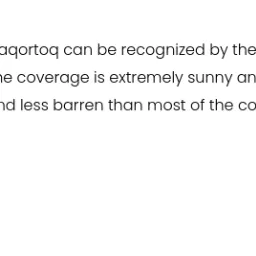 aqortoq can be recognized by the
he coverage is extremely sunny an
nd less barren than most of the co